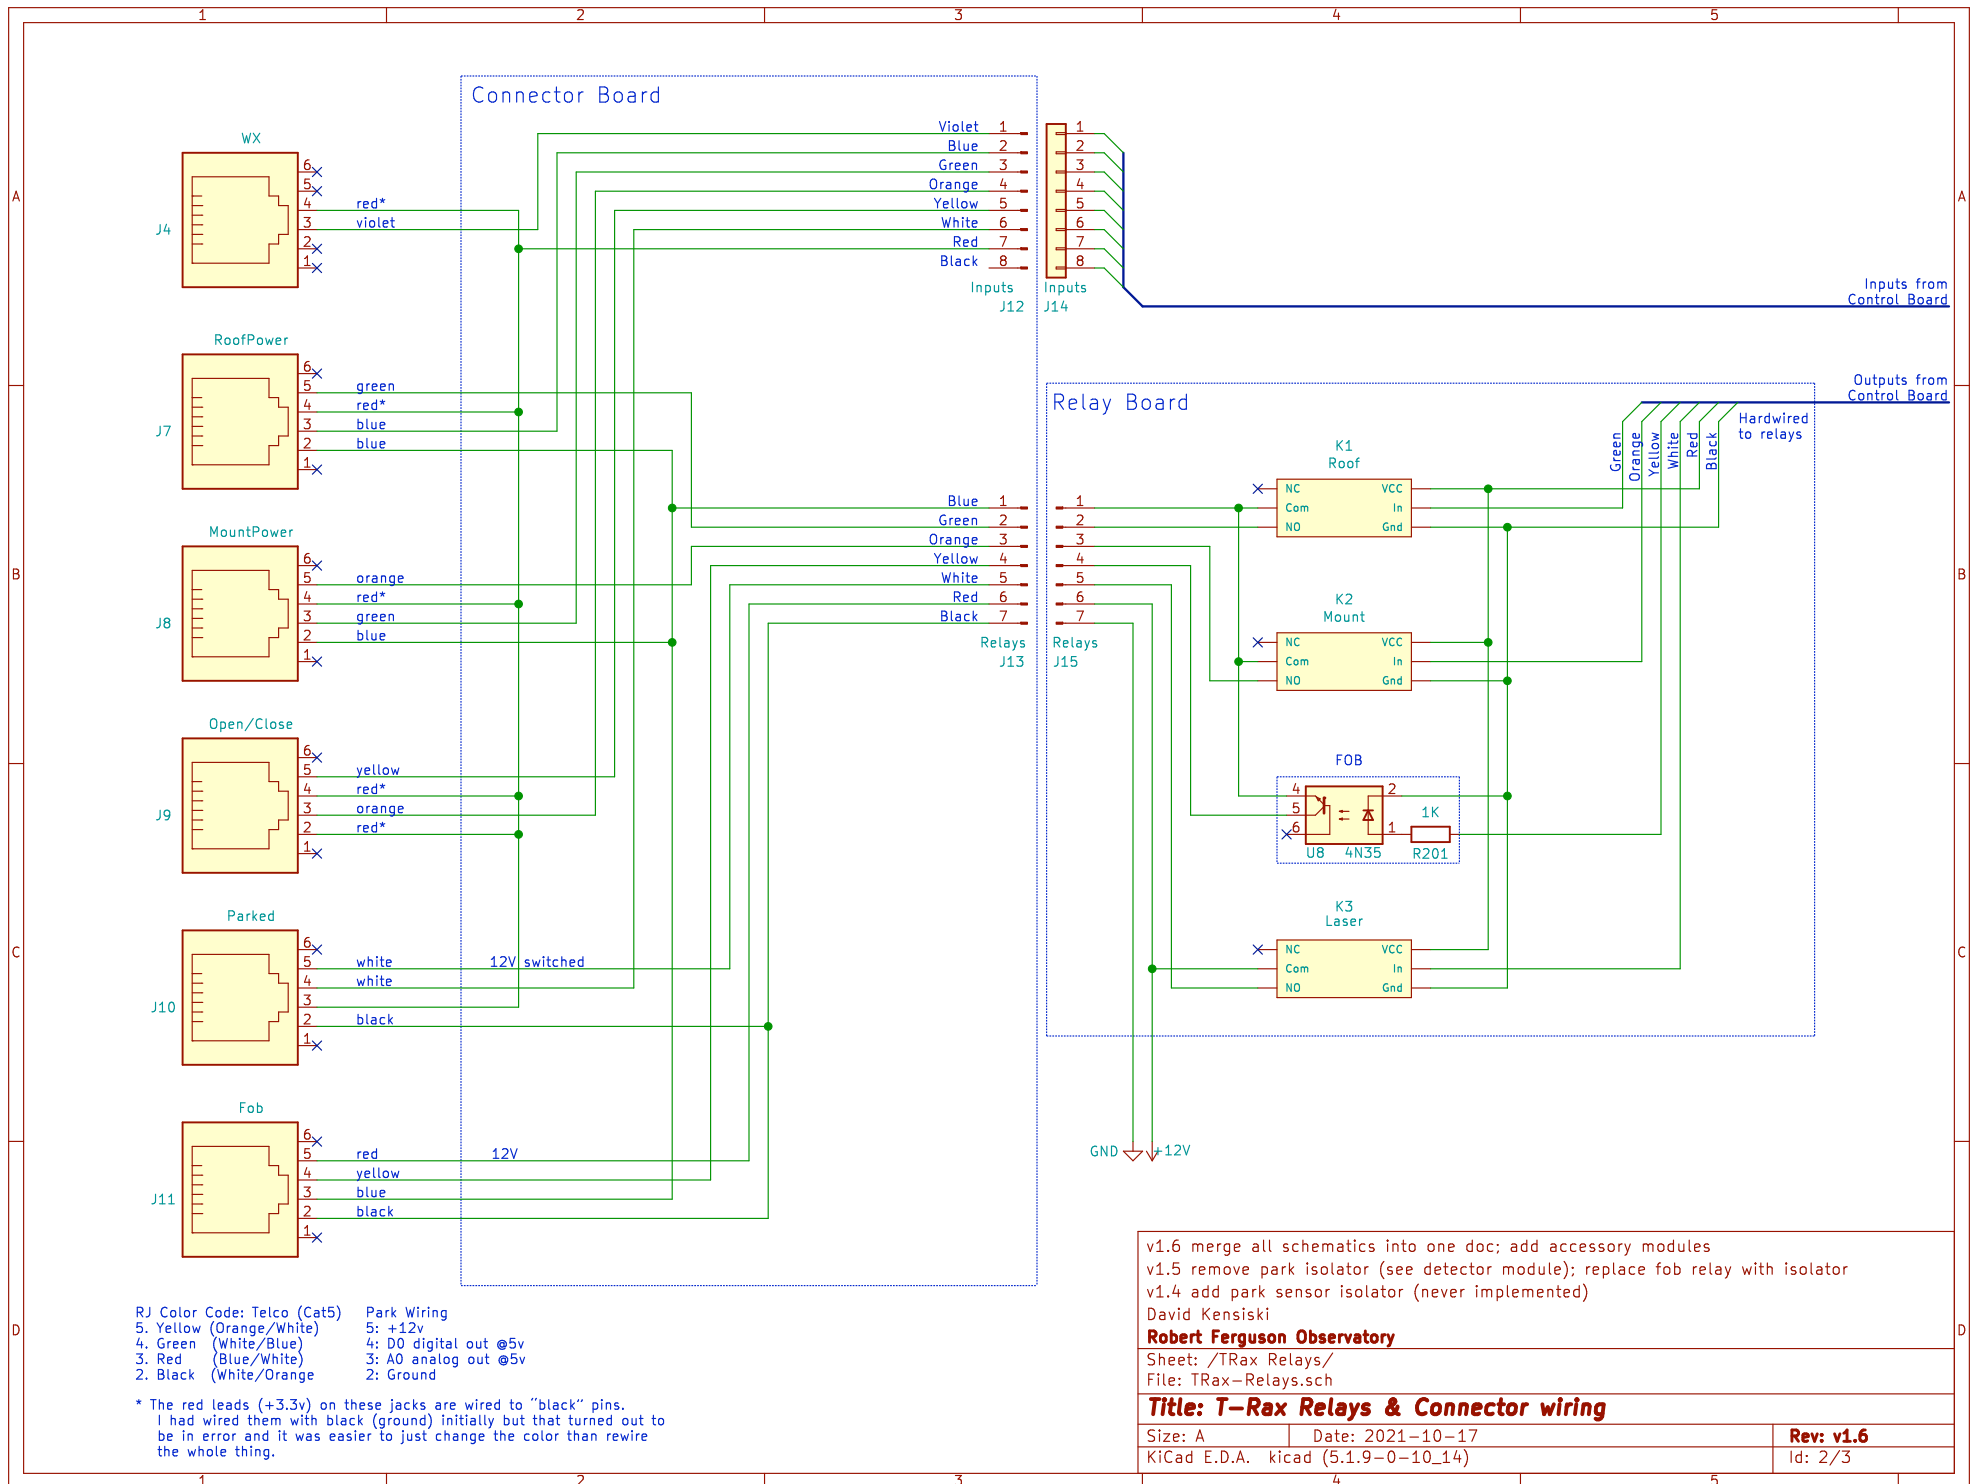 1 2 3 4 5
A
B
C
D
A
B
C
D
1 2 3 4 5
Connector Board
WX
J4
6
5
4 red*
3 violet
2
1
RoofPower
J7
6
5 green
4 red*
3 blue
2 blue
1
MountPower
J8
6
5 orange
4 red*
3 green
2 blue
1
Open/Close
J9
6
5 yellow
4 red*
3 orange
2 red*
1
Parked
J10
6
5 white 12V switched
4 white
3
2 black
1
Fob
J11
6
5 red 12V
4 yellow
3 blue
2 black
1
Violet 1
Blue 2
Green 3
Orange 4
Yellow 5
White 6
Red 7
Black 8
Inputs
J12
1
2
3
4
5
6
7
8
Inputs
J14
Inputs from
Control Board
Blue 1
Green 2
Orange 3
Yellow 4
White 5
Red 6
Black 7
Relays
J13
1
2
3
4
5
6
7
Relays
J15
Relay Board
Outputs from
Control Board
Hardwired
to relays
Green
Orange
Yellow
White
Red
Black
K1
Roof
NC VCC
Com In
NO Gnd
K2
Mount
NC VCC
Com In
NO Gnd
FOB
4 2
5
6 1
U8 4N35
1K
R201
K3
Laser
NC VCC
Com In
NO Gnd
GND +12V
RJ Color Code: Telco (Cat5) Park Wiring
5. Yellow (Orange/White) 5: +12v
4. Green (White/Blue) 4: D0 digital out @5v
3. Red (Blue/White) 3: A0 analog out @5v
2. Black (White/Orange 2: Ground
* The red leads (+3.3v) on these jacks are wired to "black" pins.
I had wired them with black (ground) initially but that turned out to
be in error and it was easier to just change the color than rewire
the whole thing.
v1.6 merge all schematics into one doc; add accessory modules
v1.5 remove park isolator (see detector module); replace fob relay with isolator
v1.4 add park sensor isolator (never implemented)
David Kensiski
Robert Ferguson Observatory
Sheet: /TRax Relays/
File: TRax-Relays.sch
Title: T-Rax Relays & Connector wiring
Size: A Date: 2021-10-17 Rev: v1.6
KiCad E.D.A. kicad (5.1.9-0-10_14) Id: 2/3